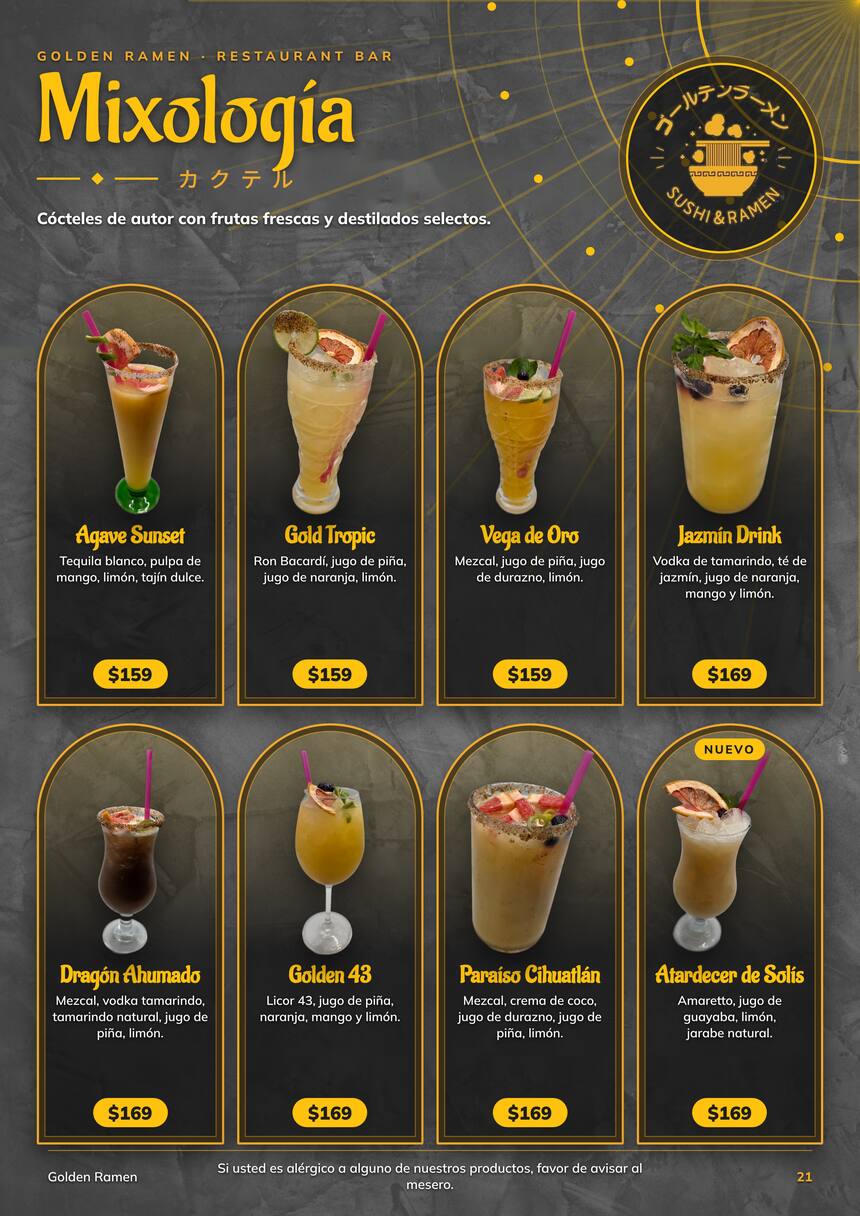 GOLDEN RAMEN · RESTAURANT BAR
Mixología
カクテル
Cócteles de autor con frutas frescas y destilados selectos.
ゴールデンラーメン
SUSHI & RAMEN
Agave Sunset
Tequila blanco, pulpa de
mango, limón, tajín dulce.
$159
Gold Tropic
Ron Bacardí, jugo de piña,
jugo de naranja, limón.
$159
Vega de Oro
Mezcal, jugo de piña, jugo
de durazno, limón.
$159
Jazmín Drink
Vodka de tamarindo, té de
jazmín, jugo de naranja,
mango y limón.
$169
Dragón Ahumado
Mezcal, vodka tamarindo,
tamarindo natural, jugo de
piña, limón.
$169
Golden 43
Licor 43, jugo de piña,
naranja, mango y limón.
$169
Paraíso Cihuatlán
Mezcal, crema de coco,
jugo de durazno, jugo de
piña, limón.
$169
NUEVO
Atardecer de Solís
Amaretto, jugo de
guayaba, limón,
jarabe natural.
$169
Golden Ramen
Si usted es alérgico a alguno de nuestros productos, favor de avisar al
mesero.
21